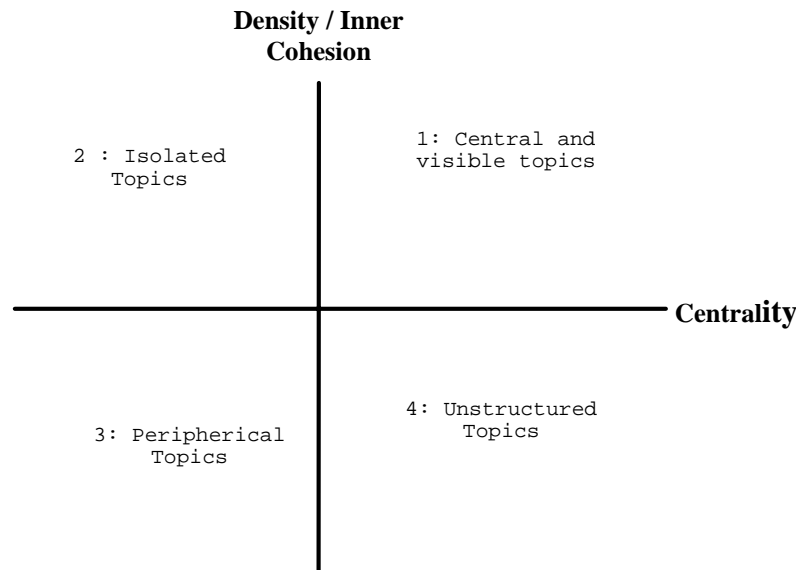 Density / Inner
Cohesion
1: Central and
visible topics
2 : Isolated
Topics
Centrality
4: Unstructured
Topics
3: Peripherical
Topics